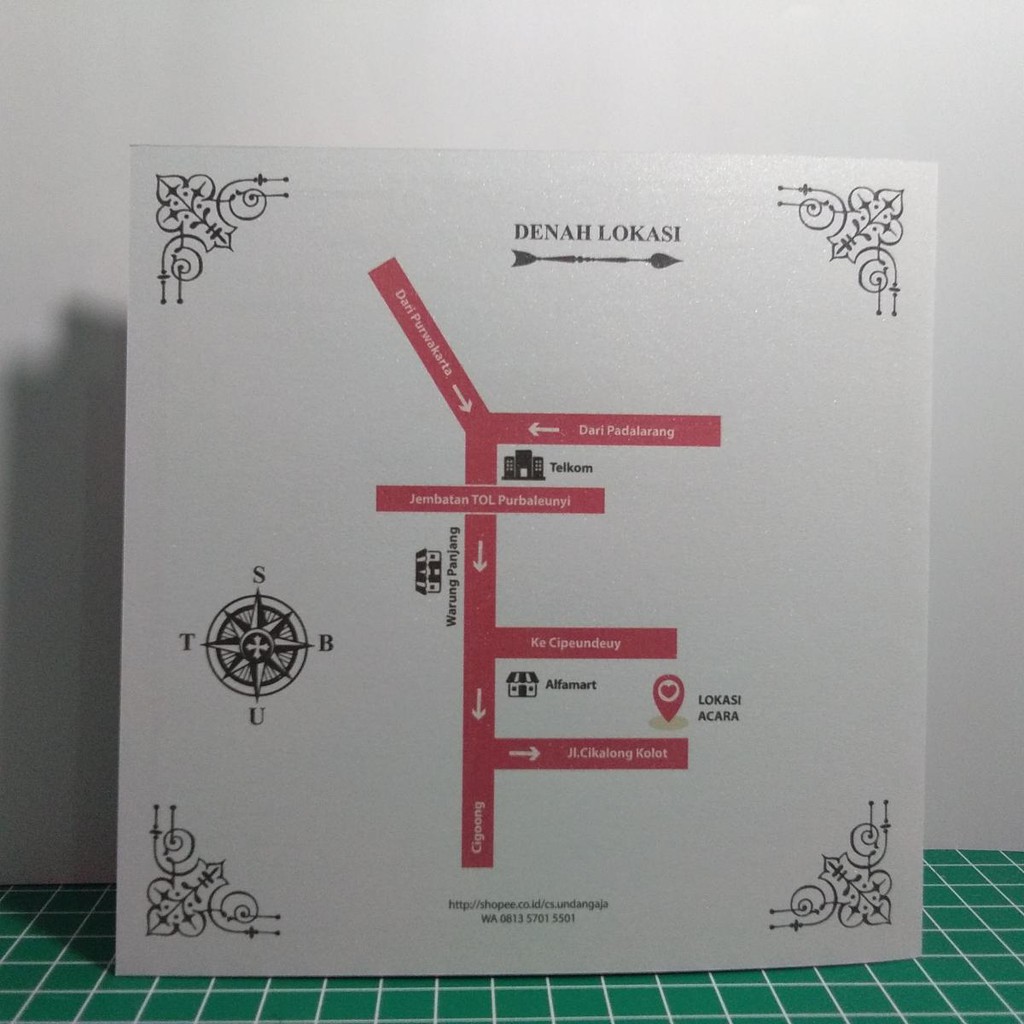 DENAH LOKASI
Dari Purwakarta
Dari Padalarang
Telkom
Jembatan TOL Purbaleunyi
Warung Panjang
S
T
B
U
Ke Cipeundeuy
Alfamart
LOKASI
ACARA
Jl.Cikalong Kolot
Cigoong
http://shopee.co.id/cs.undangaja
WA 0813 5701 5501